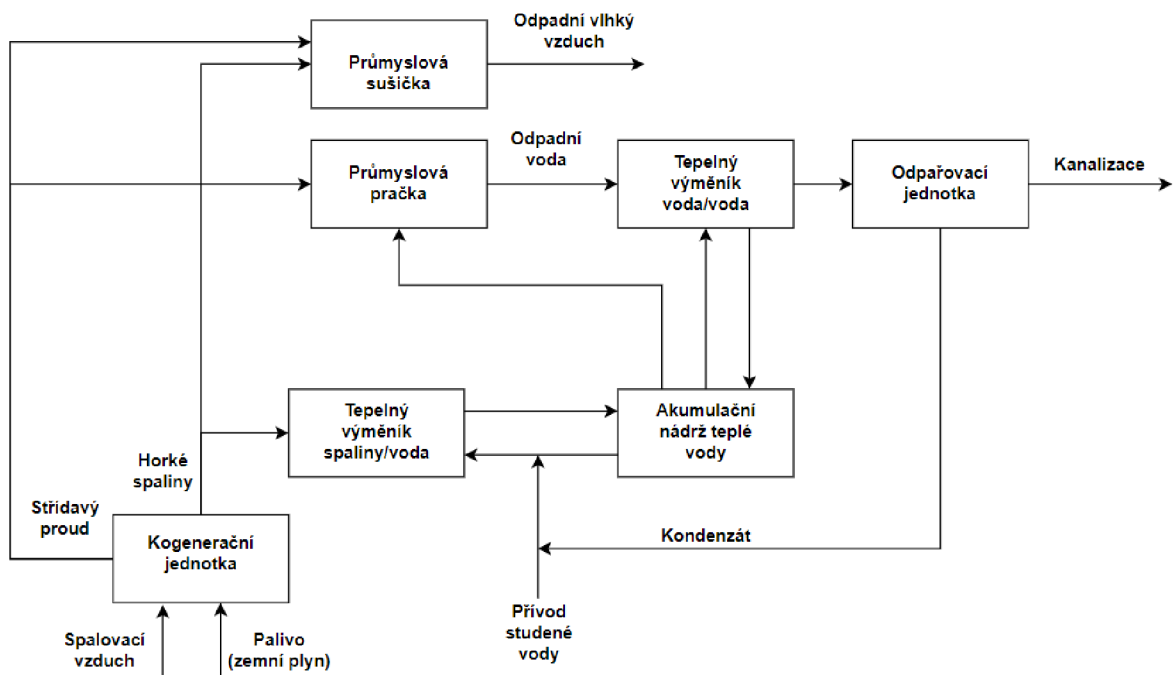 Odpadní vlhký
vzduch
Průmyslová
sušička
Průmyslová
pračka
Odpadní
voda
Tepelný
výměník
voda/voda
Odpařovací
jednotka
Kanalizace
Tepelný
výměník
spaliny/voda
Akumulační
nádrž teplé
vody
Horké
spaliny
Střídavý
proud
Kogenerační
jednotka
Kondenzát
Přívod
studené
vody
Spalovací
vzduch
Palivo
(zemní plyn)